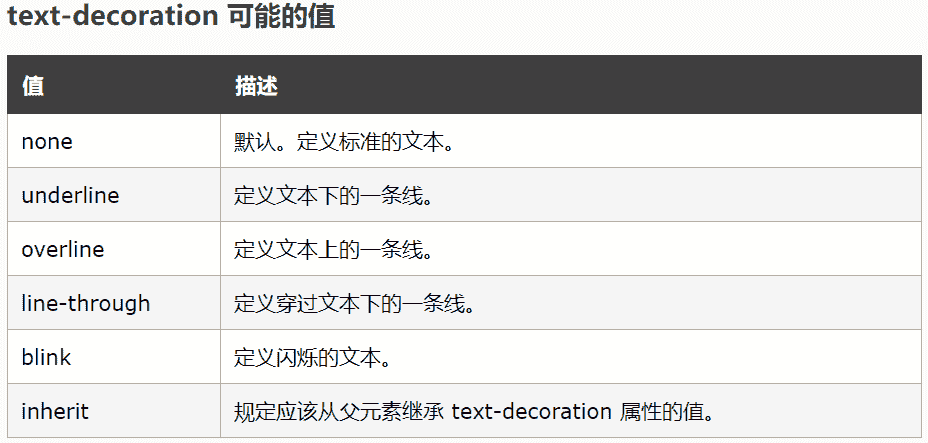 text-decoration 可能的值
值 描述
none 默认。定义标准的文本。
underline 定义文本下的一条线。
overline 定义文本上的一条线。
line-through 定义穿过文本下的一条线。
blink 定义闪烁的文本。
inherit 规定应该从父元素继承 text-decoration 属性的值。